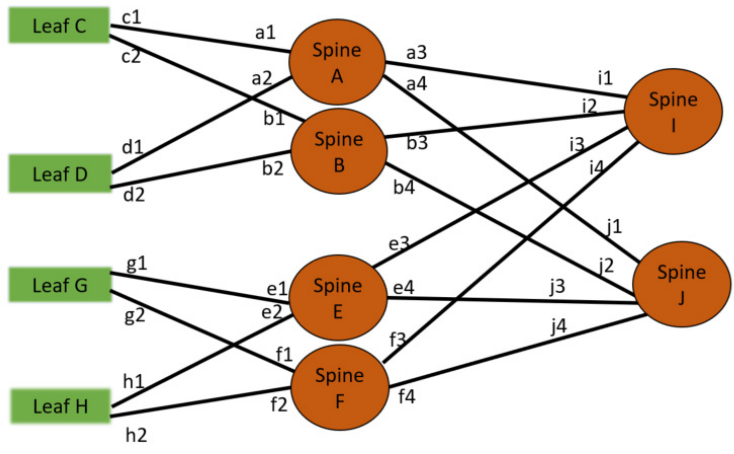 Leaf C
c1
c2
a1
a2
Spine
A
a3
a4
i1
i2
Spine
I
b1
b2
Spine
B
b3
b4
i3
i4
Leaf D
d1
d2
Leaf G
g1
g2
e1
e2
Spine
E
e3
e4
j1
j2
j3
j4
Spine
J
Leaf H
h1
h2
f1
f2
Spine
F
f3
f4